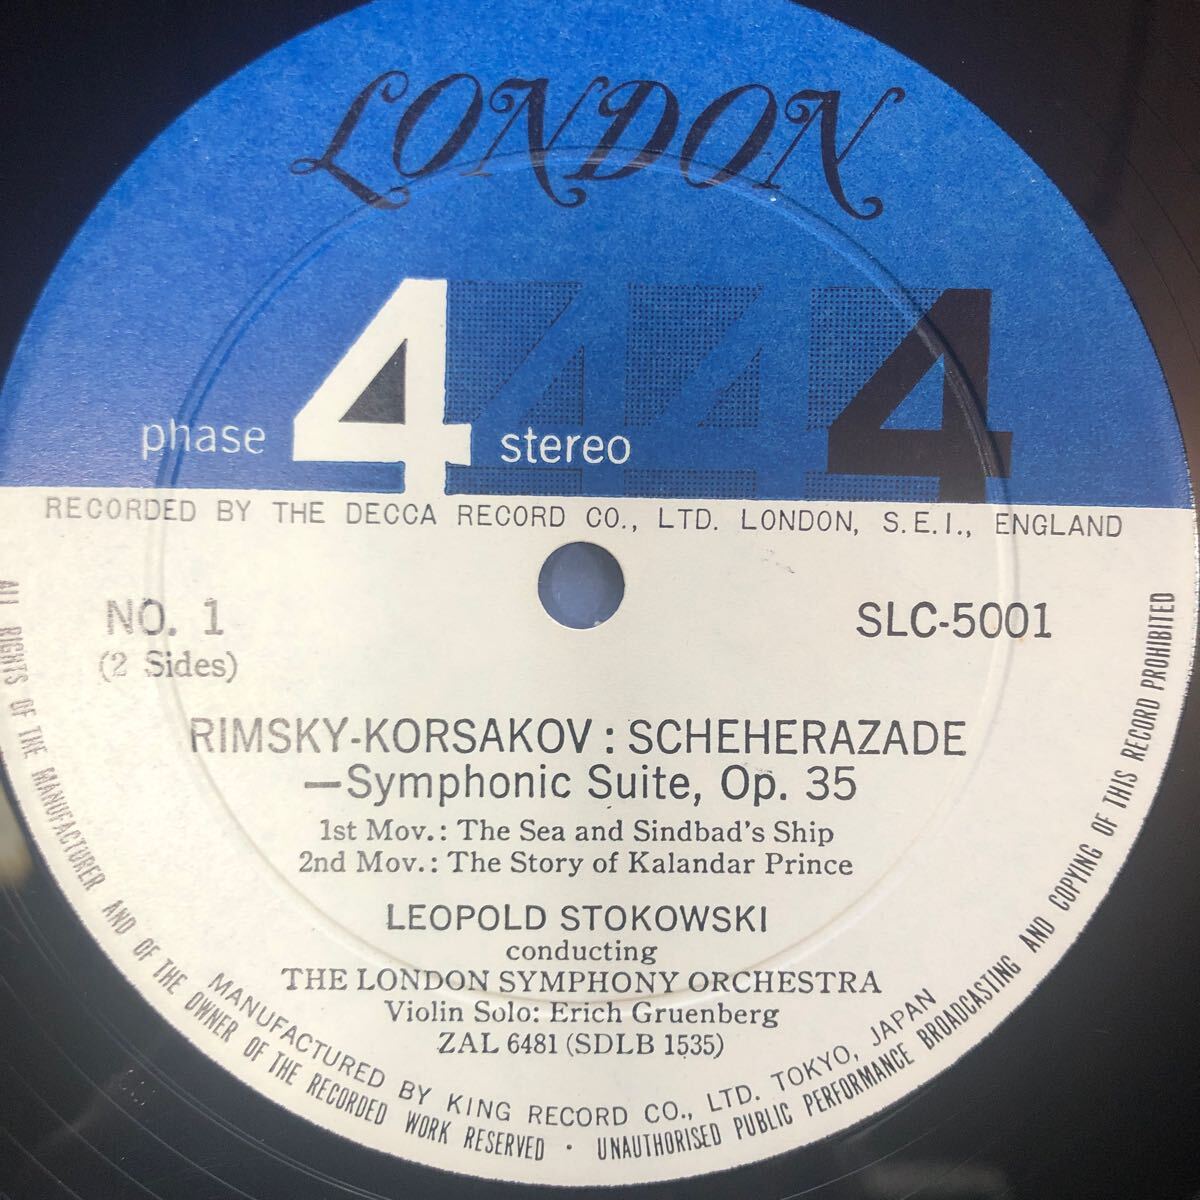 LONDON
phase 4 stereo 4
RECORDED BY THE DECCA RECORD CO., LTD. LONDON, S.E.I., ENGLAND
NO. 1
(2 Sides)
SLC-5001
RIMSKY-KORSAKOV : SCHEHERAZADE
—Symphonic Suite, Op. 35
1st Mov.: The Sea and Sindbad's Ship
2nd Mov.: The Story of Kalandar Prince
LEOPOLD STOKOWSKI
conducting
THE LONDON SYMPHONY ORCHESTRA
Violin Solo: Erich Gruenberg
ZAL 6481 (SDLB 1535)
MANUFACTURED BY KING RECORD CO., LTD. TOKYO, JAPAN
ALL RIGHTS OF THE MANUFACTURER AND OF THE OWNER OF THE RECORDED WORK RESERVED · UNAUTHORISED PUBLIC PERFORMANCE BROADCASTING AND COPYING OF THIS RECORD PROHIBITED